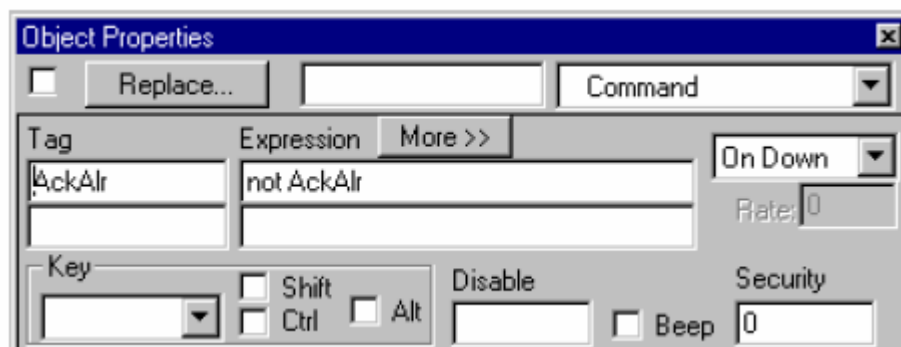 Object Properties
Replace... Command
Tag Expression More >>
On Down
AckAlr not AckAlr
Rate: 0
Key
Shift Disable Security
Ctrl Alt Beep 0